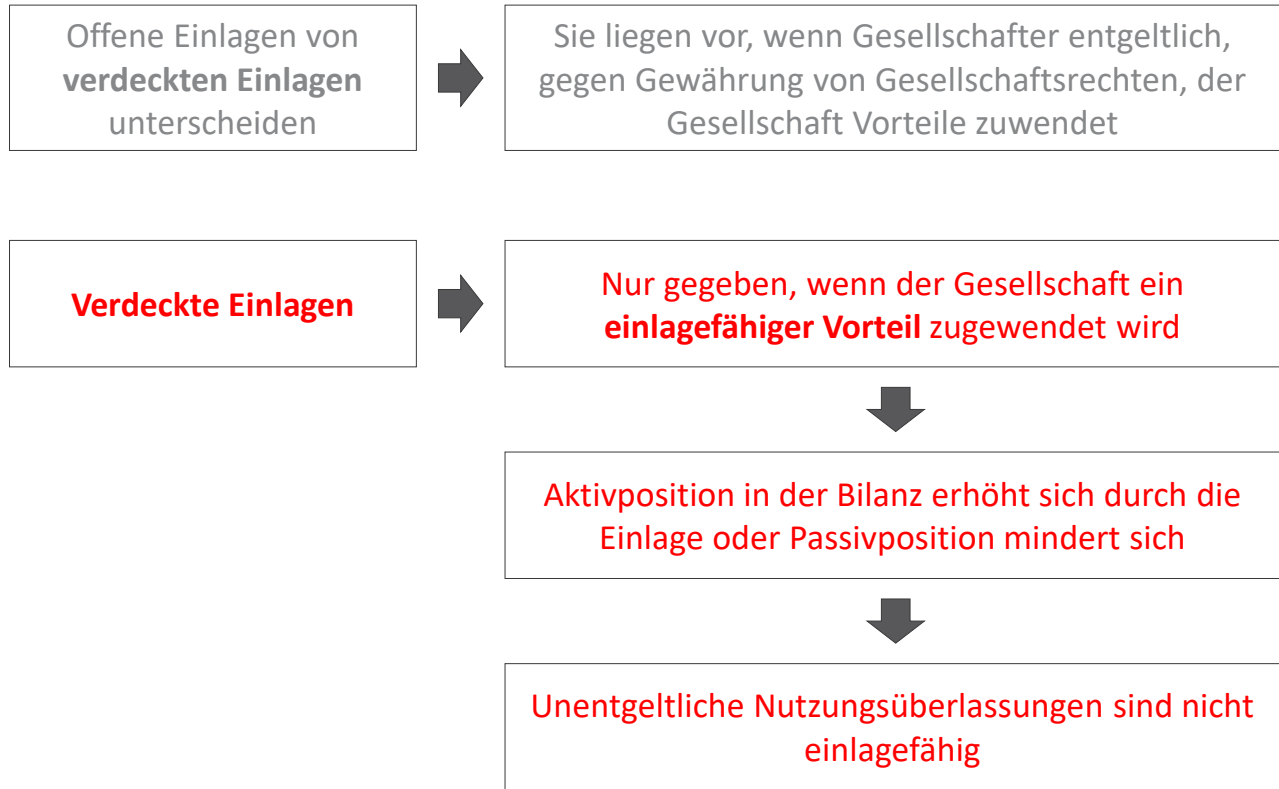 Offene Einlagen von
verdeckten Einlagen
unterscheiden
Sie liegen vor, wenn Gesellschafter entgeltlich,
gegen Gewährung von Gesellschaftsrechten, der
Gesellschaft Vorteile zuwendet
Verdeckte Einlagen
Nur gegeben, wenn der Gesellschaft ein
einlagefähiger Vorteil zugewendet wird
Aktivposition in der Bilanz erhöht sich durch die
Einlage oder Passivposition mindert sich
Unentgeltliche Nutzungsüberlassungen sind nicht
einlagefähig